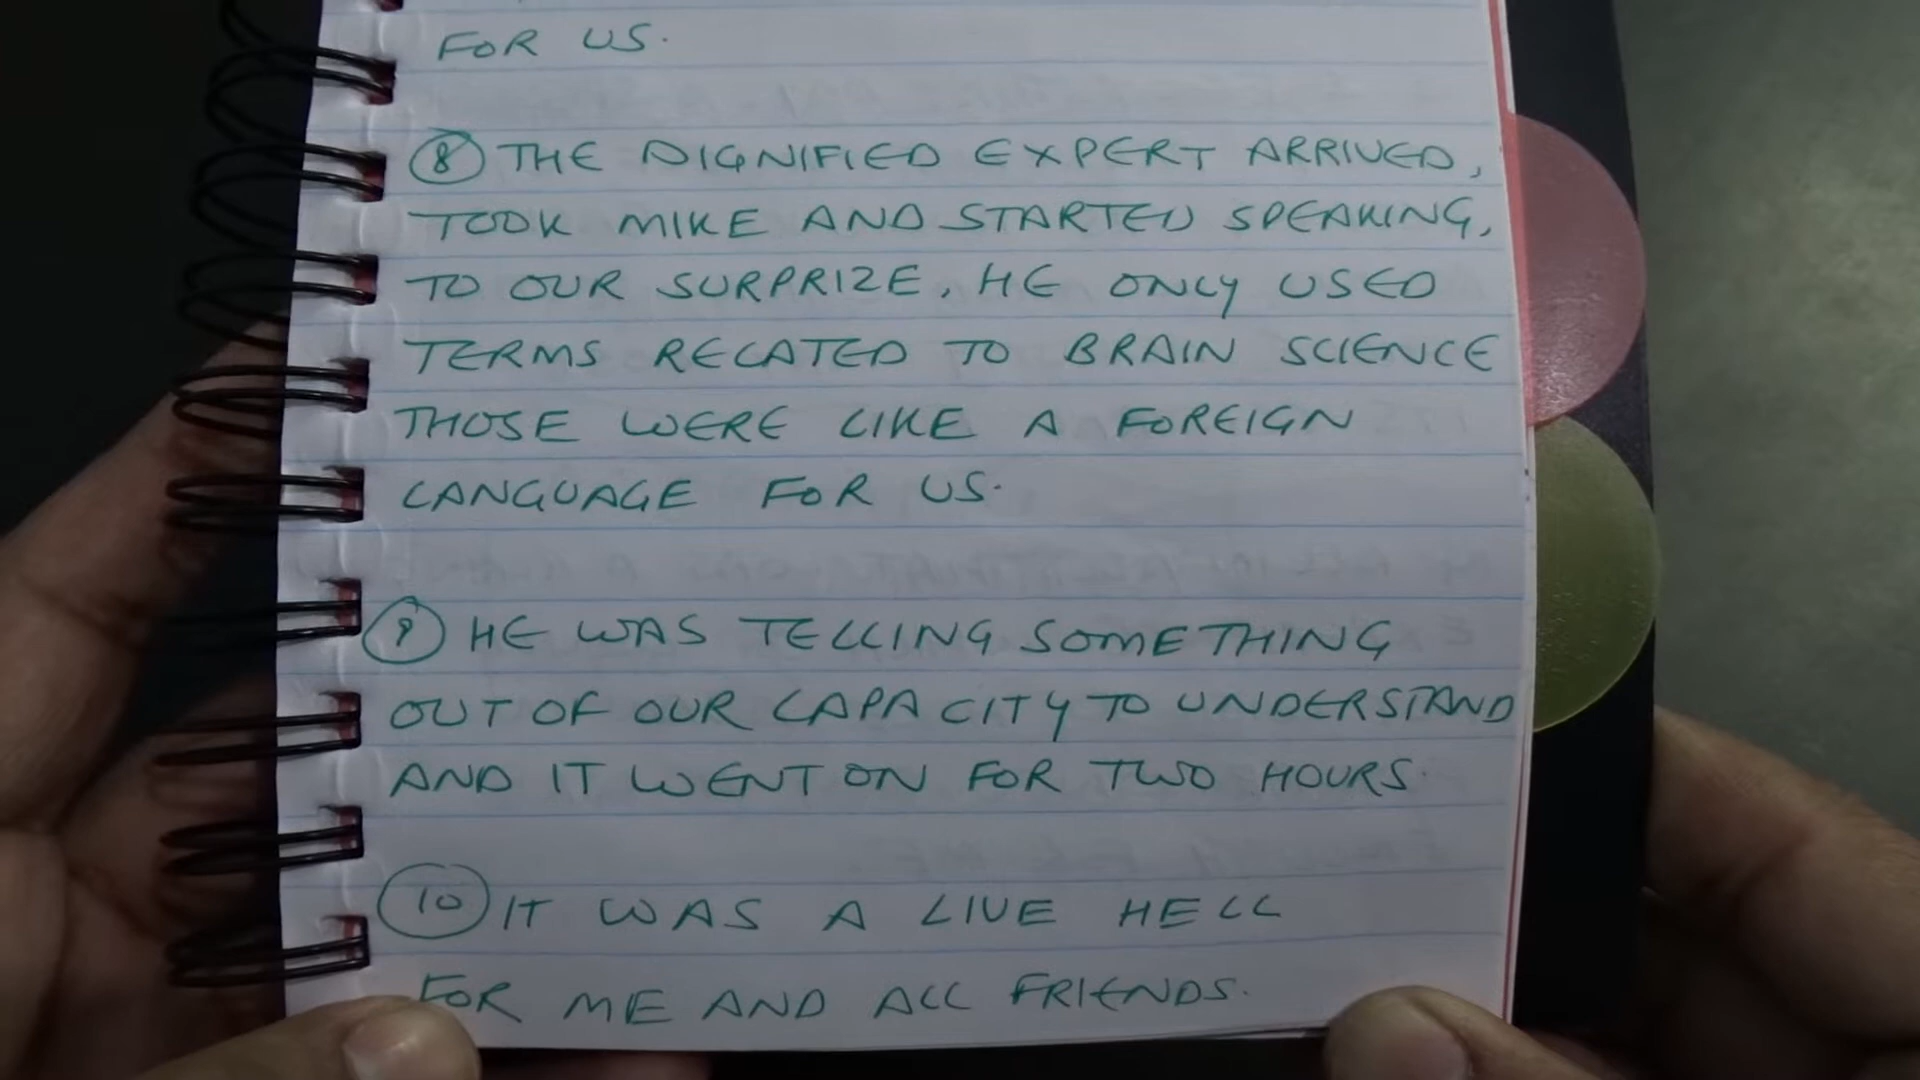 FOR US.
8 THE DIGNIFIED EXPERT ARRIVED,
TOOK MIKE AND STARTED SPEAKING,
TO OUR SURPRIZE, HE ONLY USED
TERMS RELATED TO BRAIN SCIENCE
THOSE WERE LIKE A FOREIGN
LANGUAGE FOR US.
9 HE WAS TELLING SOMETHING
OUT OF OUR CAPACITY TO UNDERSTAND
AND IT WENT ON FOR TWO HOURS.
10 IT WAS A LIVE HELL
FOR ME AND ALL FRIENDS.